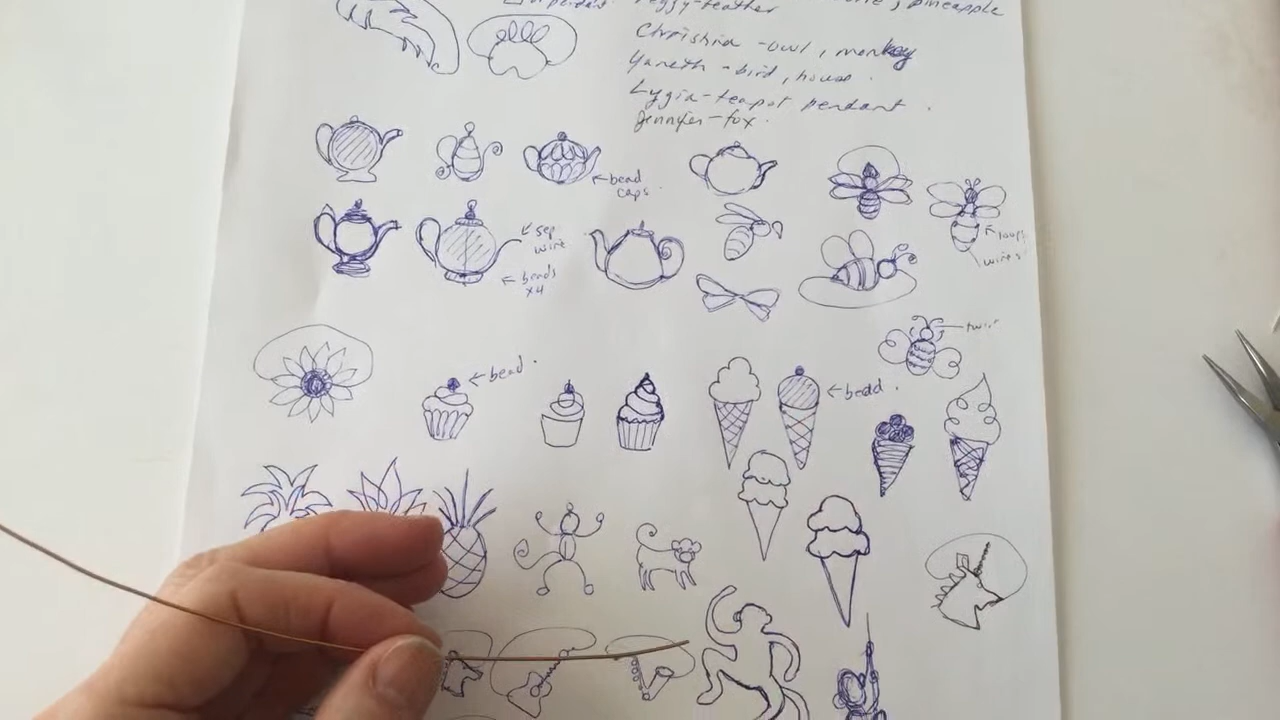 Peggy-feather
, pineapple
Christina -owl, monkey
Yaneth -bird, house.
Lygia-teapot pendant.
Jennifer-fox.
←bead
caps.
← sep
wire
← beads
x4
← loops
wires
twist
←bead.
←bead.